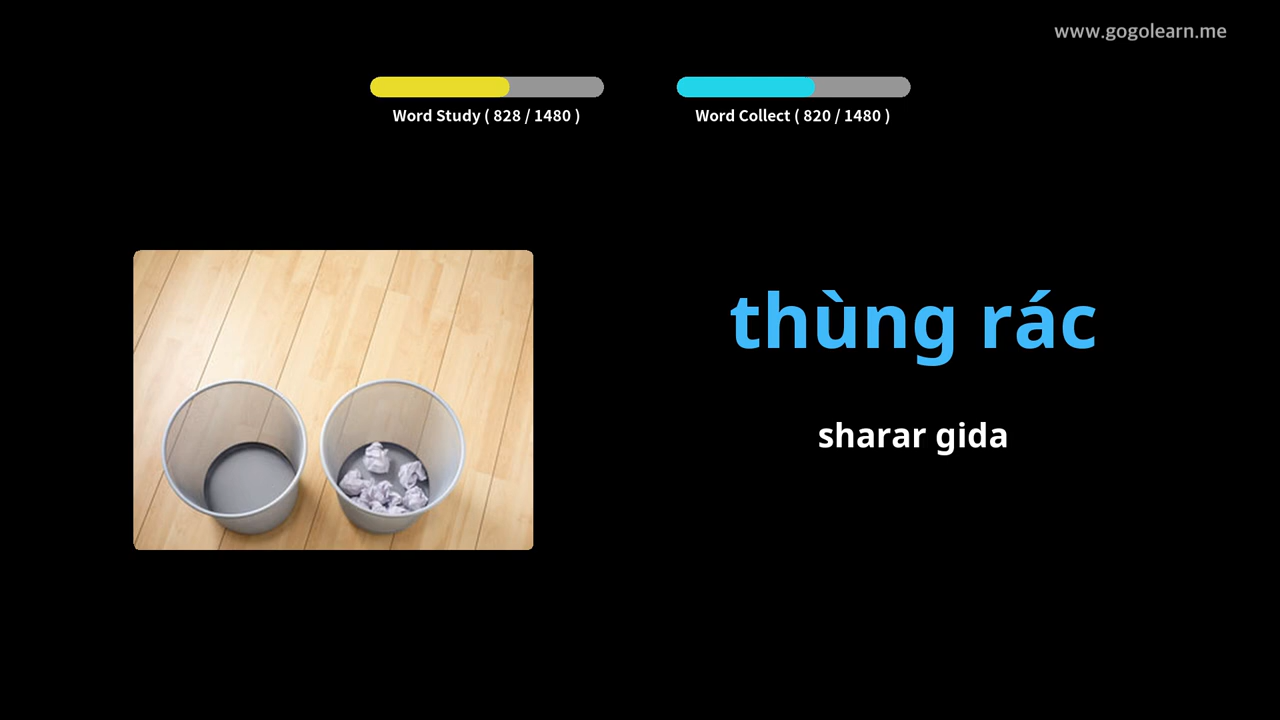 www.gogolearn.me
Word Study ( 828 / 1480 )
Word Collect ( 820 / 1480 )
thùng rác
sharar gida